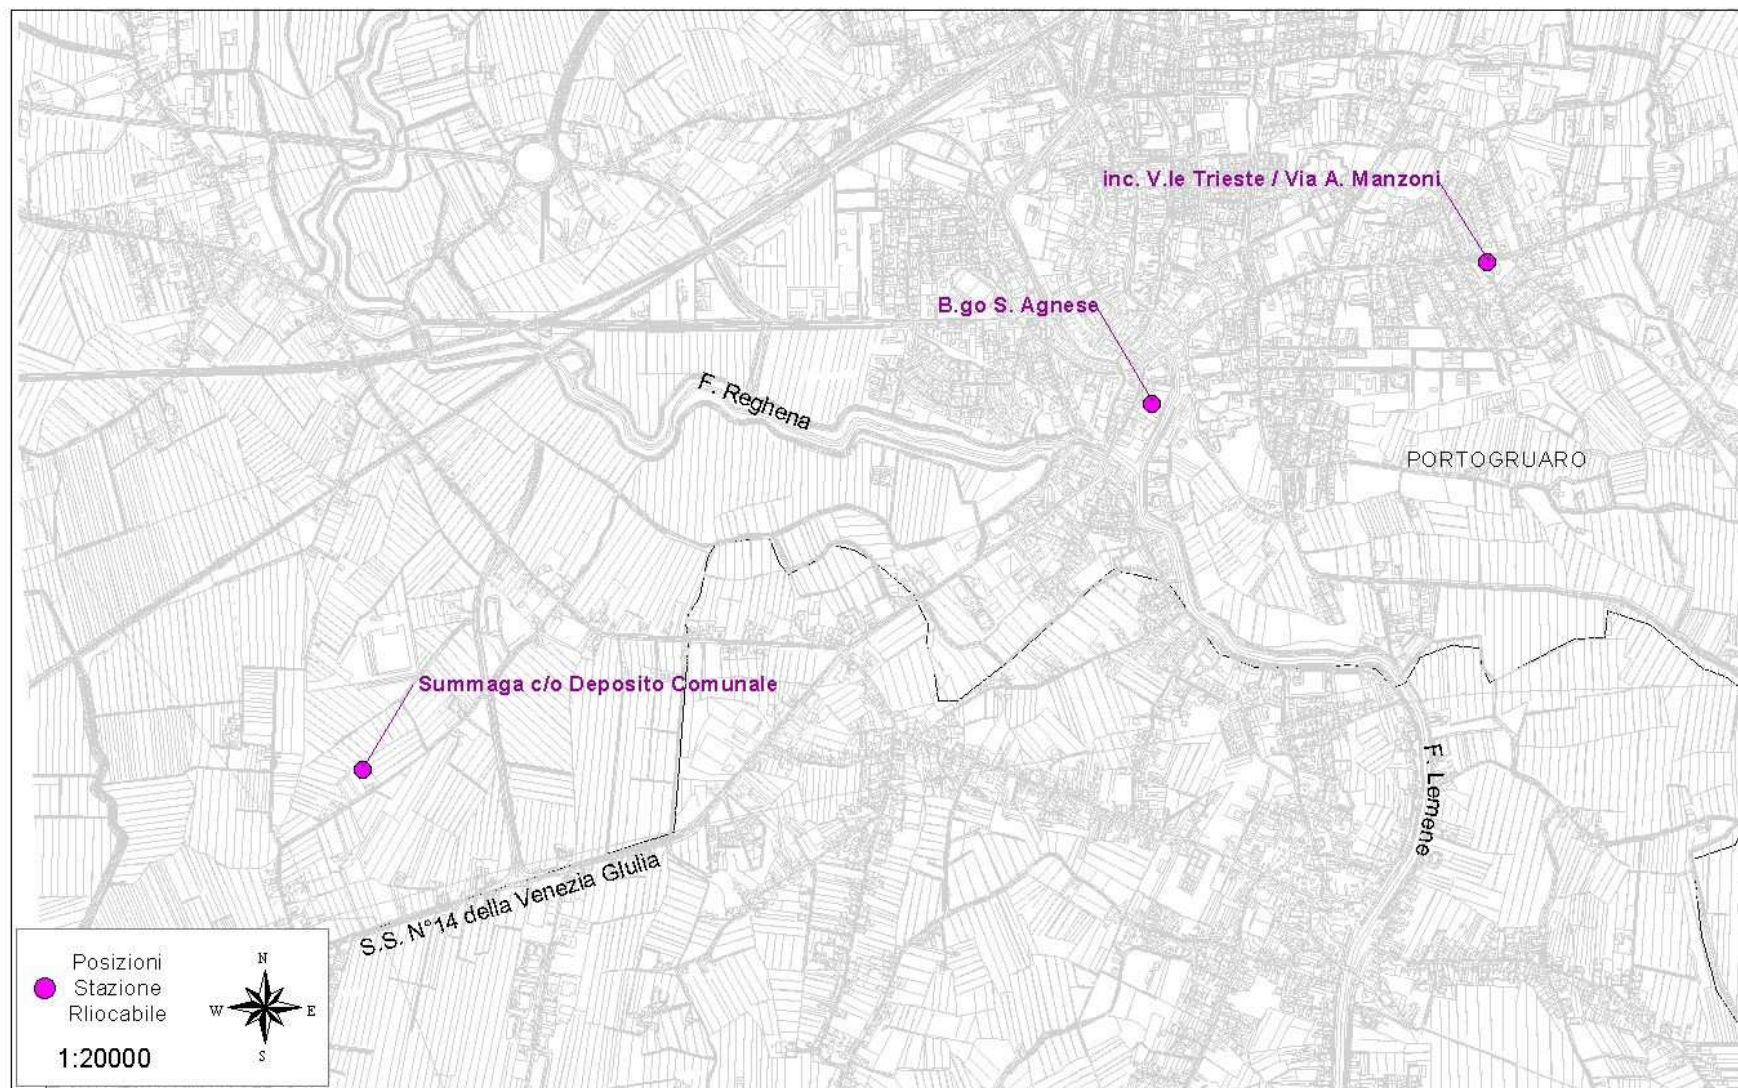 inc. V.le Trieste / Via A. Manzoni
B.go S. Agnese
F. Reghena
PORTOGRUARO
Summaga c/o Deposito Comunale
F. Lemene
S.S. N°14 della Venezia GIulia
Posizioni
Stazione
Rliocabile
N
W
E
S
1:20000